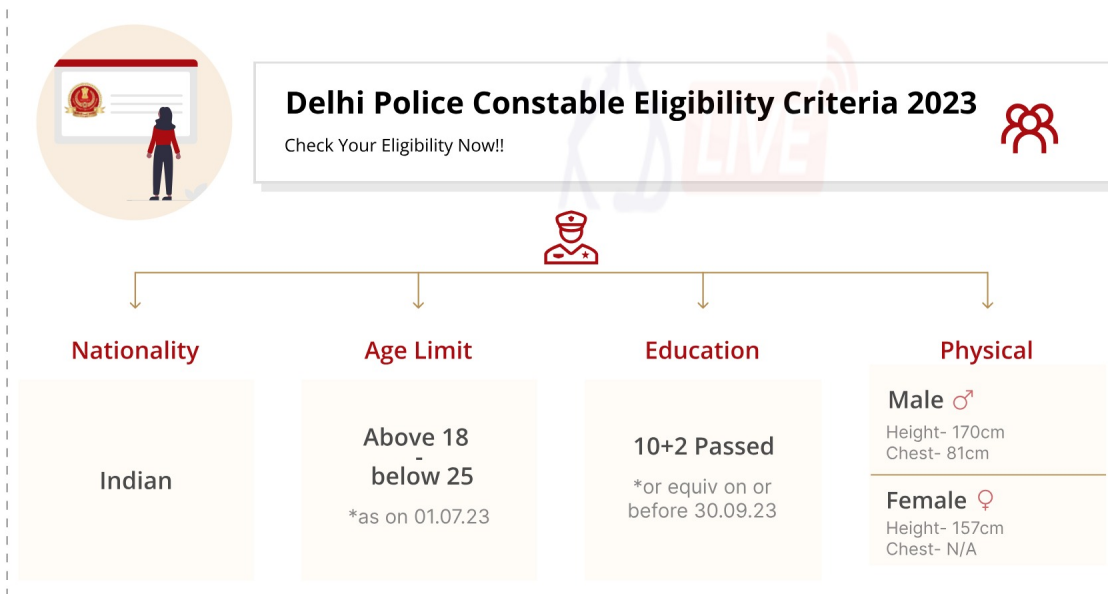 Delhi Police Constable Eligibility Criteria 2023
Check Your Eligibility Now!!
LIVE
Nationality
Indian
Age Limit
Above 18
-
below 25
*as on 01.07.23
Education
10+2 Passed
*or equiv on or
before 30.09.23
Physical
Male ♂
Height- 170cm
Chest- 81cm
Female ♀
Height- 157cm
Chest- N/A